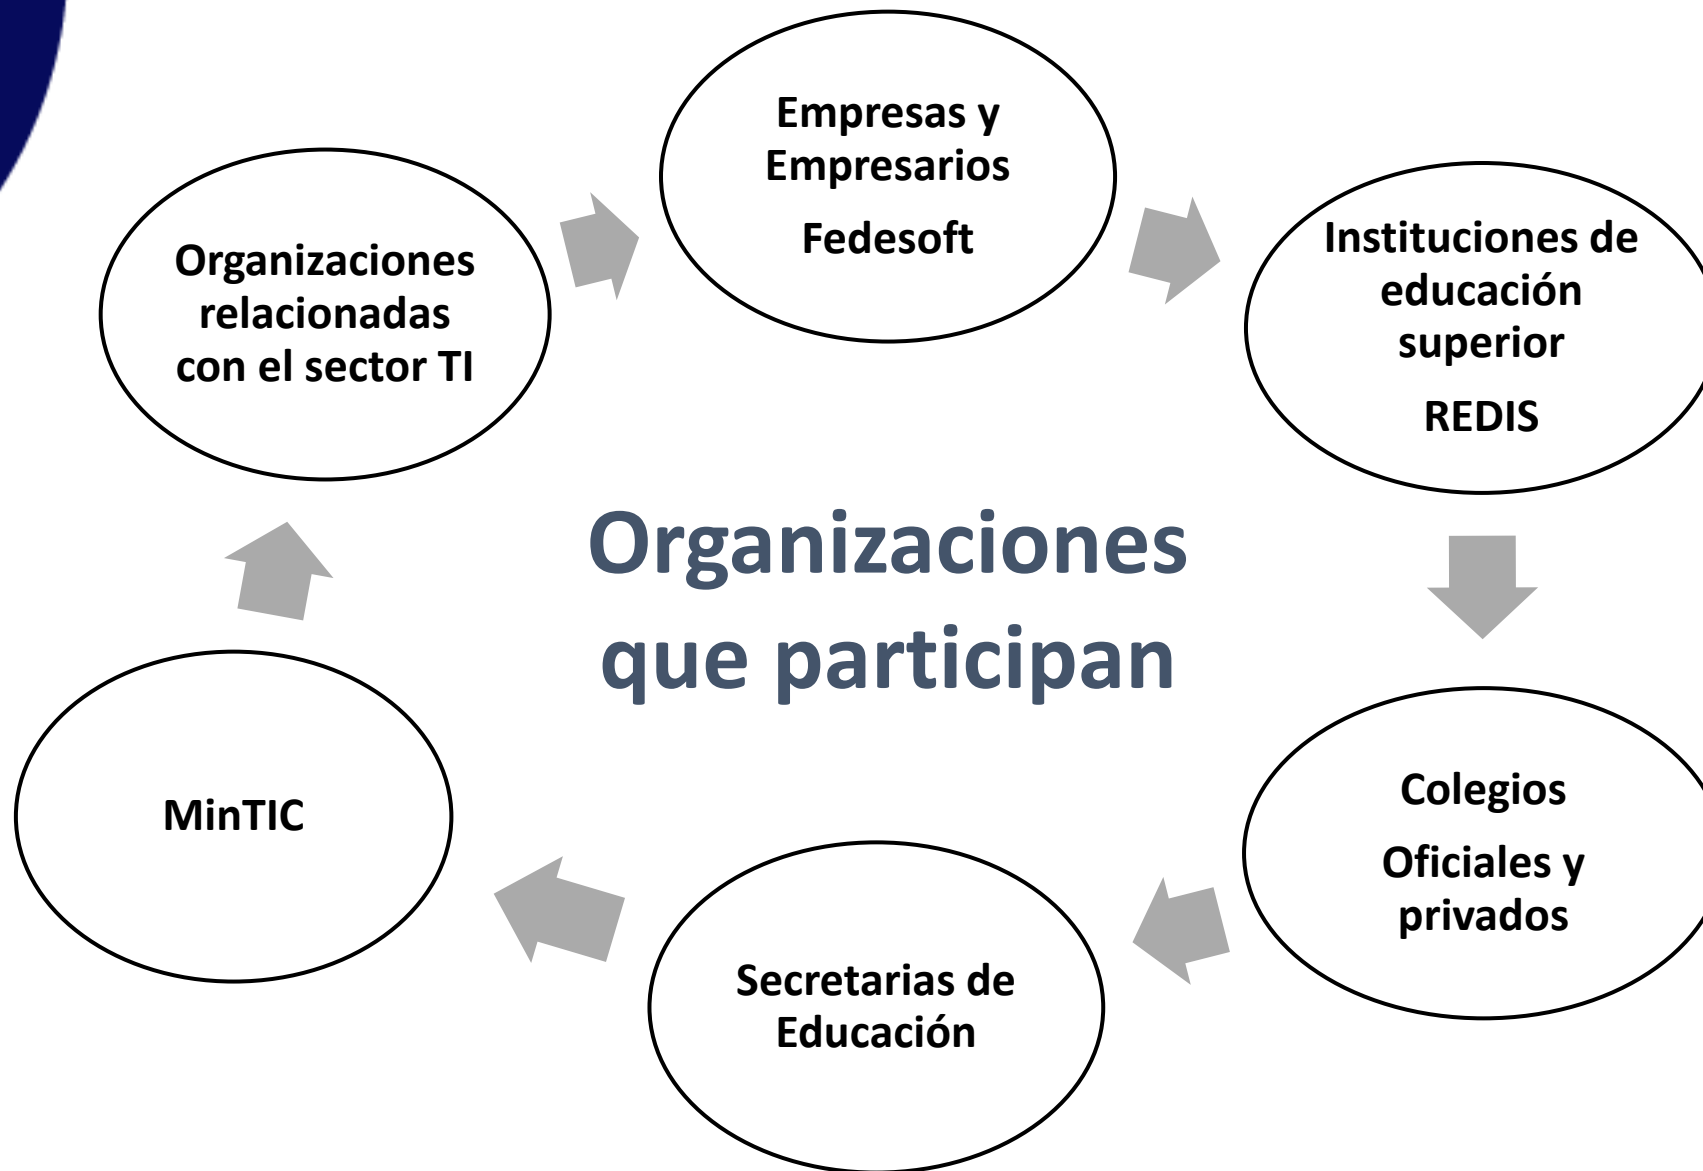 Empresas y
Empresarios
Fedesoft
Organizaciones
relacionadas
con el sector TI
Instituciones de
educación
superior
REDIS
Organizaciones
que participan
MinTIC
Colegios
Oficiales y
privados
Secretarias de
Educación